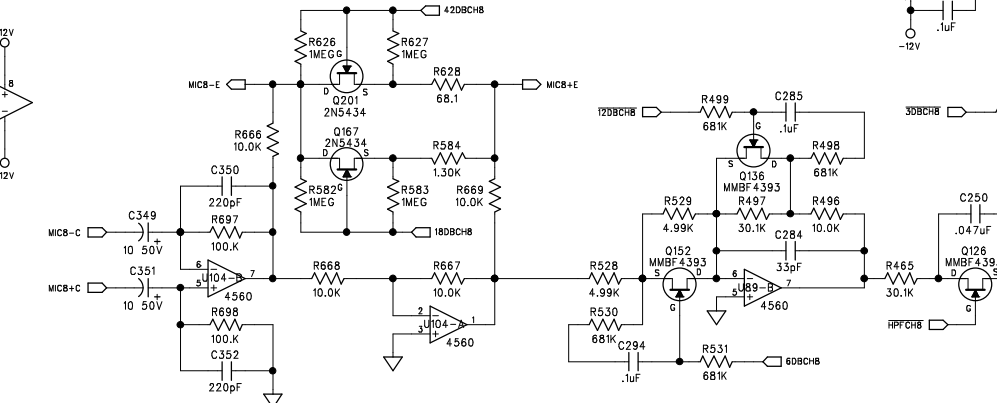 42DBCH8
.1uF
-12V
12V
R626
1MEG
G
R627
1MEG
8
+
−
12V
MIC8-E
D
S
Q201
2N5434
R628
68.1
MIC8+E
R666
10.0K
Q167
2N5434
D
S
G
R584
1.30K
R582
1MEG
R583
1MEG
R669
10.0K
18DBCH8
C350
220pF
C349
MIC8-C
+
10 50V
R697
100.K
C351
MIC8+C
+
10 50V
6
−
5
+
U104-B
7
4560
R698
100.K
C352
220pF
R668
10.0K
R667
10.0K
2
−
3
+
U104-A
1
4560
12DBCH8
R499
681K
C285
.1uF
G
S
D
Q136
MMBF4393
R498
681K
3DBCH8
R529
4.99K
R497
30.1K
R496
10.0K
C284
33pF
Q152
MMBF4393
S
D
G
R528
4.99K
6
−
5
+
U89-B
7
4560
R530
681K
C294
.1uF
R531
681K
6DBCH8
R465
30.1K
C250
.047uF
Q126
MMBF439
D
S
G
HPFCH8